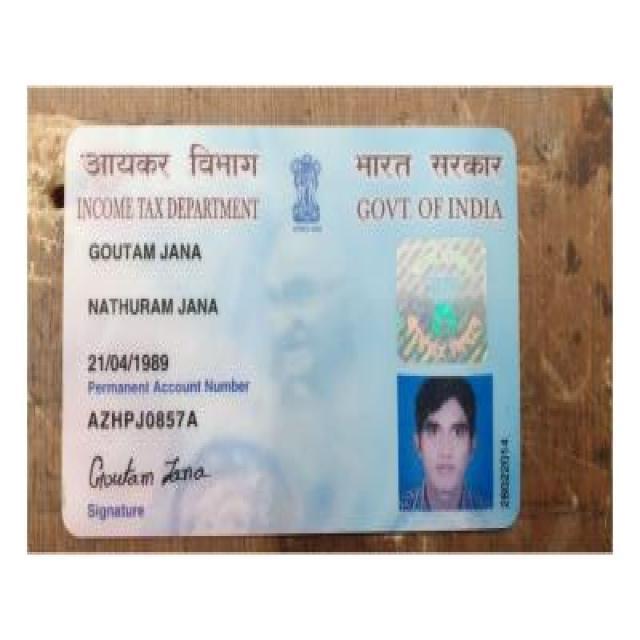 आयकर विभाग
भारत सरकार
INCOME TAX DEPARTMENT
GOVT. OF INDIA
GOUTAM JANA
NATHURAM JANA
21/04/1989
Permanent Account Number
AZHPJ0857A
Goutam Jana
Signature
26022014